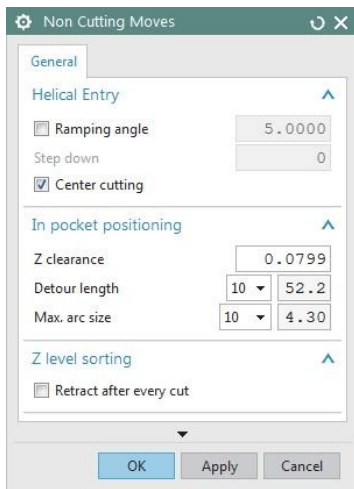 Non Cutting Moves
General
Helical Entry
Ramping angle 5.0000
Step down 0
Center cutting
In pocket positioning
Z clearance 0.0799
Detour length 10 52.2
Max. arc size 10 4.30
Z level sorting
Retract after every cut
OK Apply Cancel